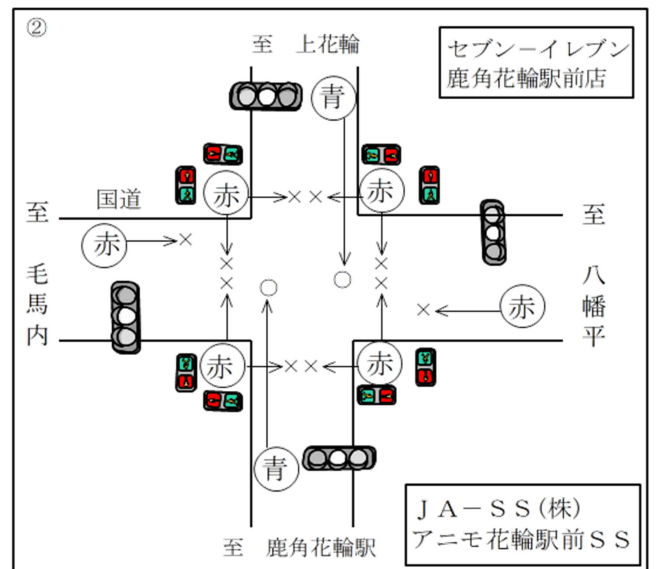 ②
至 上花輪
セブン－イレブン
鹿角花輪駅前店
青
赤
赤
国道
至 毛馬内
赤
至 八幡平
赤
赤
赤
青
ＪＡ－ＳＳ(株)
アニモ花輪駅前ＳＳ
至 鹿角花輪駅